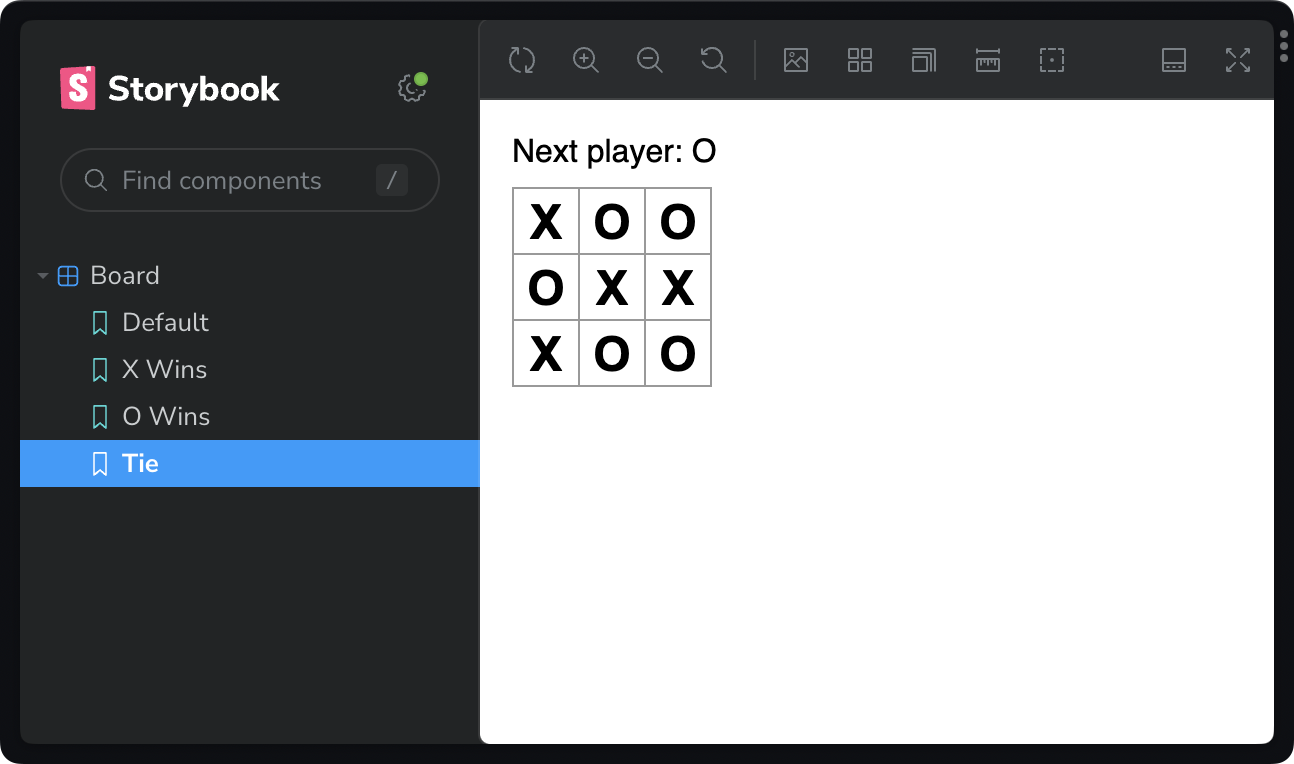 Storybook
Find components /
Board
Default
X Wins
O Wins
Tie
Next player: O
X O O
O X X
X O O